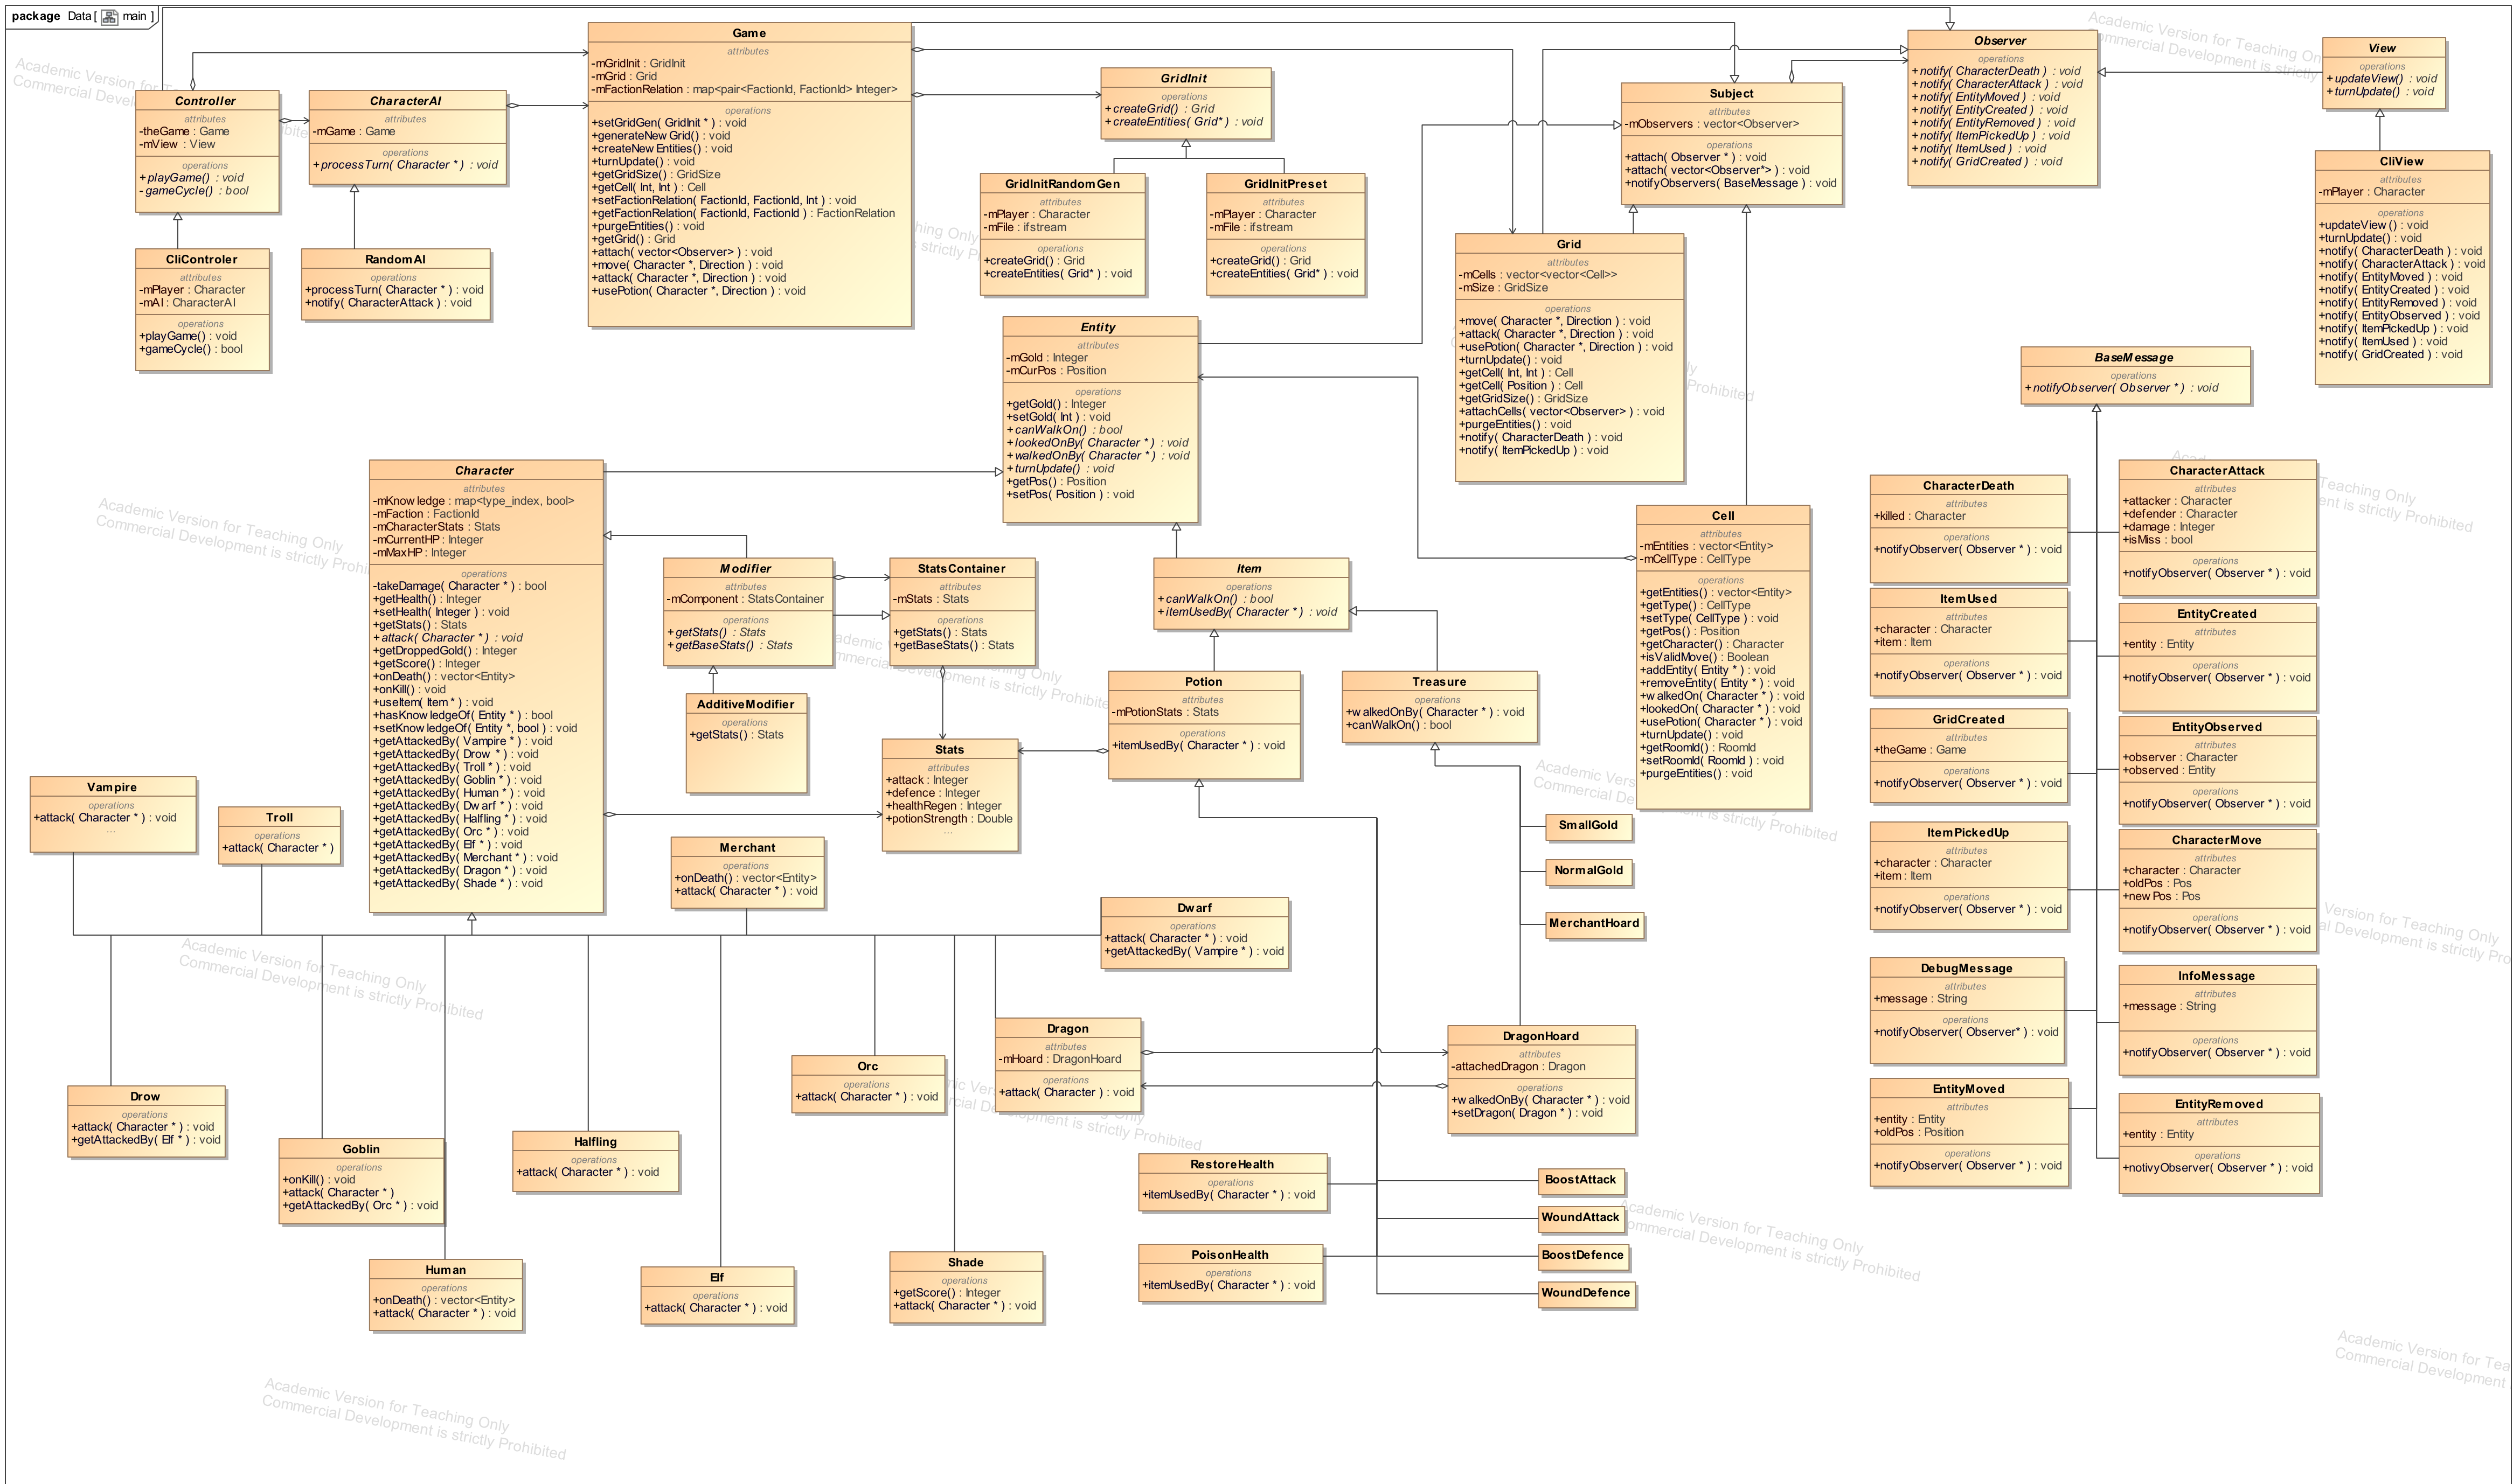 package Data [ main ]
Academic Version for Teaching Only
Commercial Development is strictly Prohibited
Game
attributes
-mGridInit : GridInit
-mGrid : Grid
-mFactionRelation : map<pair<FactionId, FactionId> Integer>
operations
+setGridGen( GridInit * ) : void
+generateNewGrid() : void
+createNewEntities() : void
+turnUpdate() : void
+getGridSize() : GridSize
+getCell( Int, Int ) : Cell
+setFactionRelation( FactionId, FactionId, Int ) : void
+getFactionRelation( FactionId, FactionId ) : FactionRelation
+purgeEntities() : void
+getGrid() : Grid
+attach( vector<Observer> ) : void
+move( Character *, Direction ) : void
+attack( Character *, Direction ) : void
+usePotion( Character *, Direction ) : void
Controller
attributes
-theGame : Game
-mView : View
operations
+playGame() : void
-gameCycle() : bool
CharacterAI
attributes
-mGame : Game
operations
+processTurn( Character * ) : void
CliControler
attributes
-mPlayer : Character
-mAI : CharacterAI
operations
+playGame() : void
+gameCycle() : bool
RandomAI
operations
+processTurn( Character * ) : void
+notify( CharacterAttack ) : void
GridInit
operations
+createGrid() : Grid
+createEntities( Grid* ) : void
GridInitRandomGen
attributes
-mPlayer : Character
-mFile : ifstream
operations
+createGrid() : Grid
+createEntities( Grid* ) : void
GridInitPreset
attributes
-mPlayer : Character
-mFile : ifstream
operations
+createGrid() : Grid
+createEntities( Grid* ) : void
Subject
attributes
-mObservers : vector<Observer>
operations
+attach( Observer * ) : void
+attach( vector<Observer*> ) : void
+notifyObservers( BaseMessage ) : void
Observer
operations
+notify( CharacterDeath ) : void
+notify( CharacterAttack ) : void
+notify( EntityMoved ) : void
+notify( EntityCreated ) : void
+notify( EntityRemoved ) : void
+notify( ItemPickedUp ) : void
+notify( ItemUsed ) : void
+notify( GridCreated ) : void
View
operations
+updateView() : void
+turnUpdate() : void
CliView
attributes
-mPlayer : Character
operations
+updateView() : void
+turnUpdate() : void
+notify( CharacterDeath ) : void
+notify( CharacterAttack ) : void
+notify( EntityMoved ) : void
+notify( EntityCreated ) : void
+notify( EntityRemoved ) : void
+notify( EntityObserved ) : void
+notify( ItemPickedUp ) : void
+notify( ItemUsed ) : void
+notify( GridCreated ) : void
Grid
attributes
-mCells : vector<vector<Cell>>
-mSize : GridSize
operations
+move( Character *, Direction ) : void
+attack( Character *, Direction ) : void
+usePotion( Character *, Direction ) : void
+turnUpdate() : void
+getCell( Int, Int ) : Cell
+getCell( Position ) : Cell
+getGridSize() : GridSize
+attachCells( vector<Observer> ) : void
+purgeEntities() : void
+notify( CharacterDeath ) : void
+notify( ItemPickedUp ) : void
Entity
attributes
-mGold : Integer
-mCurPos : Position
operations
+getGold() : Integer
+setGold( Int ) : void
+canWalkOn() : bool
+lookedOnBy( Character * ) : void
+walkedOnBy( Character * ) : void
+turnUpdate() : void
+getPos() : Position
+setPos( Position ) : void
BaseMessage
operations
+notifyObserver( Observer * ) : void
Character
attributes
-mKnowledge : map<type_index, bool>
-mFaction : FactionId
-mCharacterStats : Stats
-mCurrentHP : Integer
-mMaxHP : Integer
operations
-takeDamage( Character * ) : bool
+getHealth() : Integer
+setHealth( Integer ) : void
+getStats() : Stats
+attack( Character * ) : void
+getDroppedGold() : Integer
+getScore() : Integer
+onDeath() : vector<Entity>
+onKill() : void
+useItem( Item * ) : void
+hasKnowledgeOf( Entity * ) : bool
+setKnowledgeOf( Entity *, bool ) : void
+getAttackedBy( Vampire * ) : void
+getAttackedBy( Drow * ) : void
+getAttackedBy( Troll * ) : void
+getAttackedBy( Goblin * ) : void
+getAttackedBy( Human * ) : void
+getAttackedBy( Dwarf * ) : void
+getAttackedBy( Halfling * ) : void
+getAttackedBy( Orc * ) : void
+getAttackedBy( Elf * ) : void
+getAttackedBy( Merchant * ) : void
+getAttackedBy( Dragon * ) : void
+getAttackedBy( Shade * ) : void
Modifier
attributes
-mComponent : StatsContainer
operations
+getStats() : Stats
+getBaseStats() : Stats
StatsContainer
attributes
-mStats : Stats
operations
+getStats() : Stats
+getBaseStats() : Stats
AdditiveModifier
operations
+getStats() : Stats
Stats
attributes
+attack : Integer
+defence : Integer
+healthRegen : Integer
+potionStrength : Double
...
Item
operations
+canWalkOn() : bool
+itemUsedBy( Character * ) : void
Potion
attributes
-mPotionStats : Stats
operations
+itemUsedBy( Character * ) : void
Treasure
operations
+walkedOnBy( Character * ) : void
+canWalkOn() : bool
Cell
attributes
-mEntities : vector<Entity>
-mCellType : CellType
operations
+getEntities() : vector<Entity>
+getType() : CellType
+setType( CellType ) : void
+getPos() : Position
+getCharacter() : Character
+isValidMove() : Boolean
+addEntity( Entity * ) : void
+removeEntity( Entity * ) : void
+walkedOn( Character * ) : void
+lookedOn( Character * ) : void
+usePotion( Character * ) : void
+turnUpdate() : void
+getRoomId() : RoomId
+setRoomId( RoomId ) : void
+purgeEntities() : void
CharacterDeath
attributes
+killed : Character
operations
+notifyObserver( Observer * ) : void
CharacterAttack
attributes
+attacker : Character
+defender : Character
+damage : Integer
+isMiss : bool
operations
+notifyObserver( Observer * ) : void
ItemUsed
attributes
+character : Character
+item : Item
operations
+notifyObserver( Observer * ) : void
EntityCreated
attributes
+entity : Entity
operations
+notifyObserver( Observer * ) : void
GridCreated
attributes
+theGame : Game
operations
+notifyObserver( Observer * ) : void
EntityObserved
attributes
+observer : Character
+observed : Entity
operations
+notifyObserver( Observer * ) : void
ItemPickedUp
attributes
+character : Character
+item : Item
operations
+notifyObserver( Observer * ) : void
CharacterMove
attributes
+character : Character
+oldPos : Pos
+newPos : Pos
operations
+notifyObserver( Observer * ) : void
DebugMessage
attributes
+message : String
operations
+notifyObserver( Observer* ) : void
InfoMessage
attributes
+message : String
operations
+notifyObserver( Observer * ) : void
EntityMoved
attributes
+entity : Entity
+oldPos : Position
operations
+notifyObserver( Observer * ) : void
EntityRemoved
attributes
+entity : Entity
operations
+notivyObserver( Observer * ) : void
Vampire
operations
+attack( Character * ) : void
...
Troll
operations
+attack( Character * )
Merchant
operations
+onDeath() : vector<Entity>
+attack( Character * ) : void
Dwarf
operations
+attack( Character * ) : void
+getAttackedBy( Vampire * ) : void
SmallGold
NormalGold
MerchantHoard
Dragon
attributes
-mHoard : DragonHoard
operations
+attack( Character ) : void
DragonHoard
attributes
-attachedDragon : Dragon
operations
+walkedOnBy( Character * ) : void
+setDragon( Dragon * ) : void
Orc
operations
+attack( Character * ) : void
Drow
operations
+attack( Character * ) : void
+getAttackedBy( Elf * ) : void
Goblin
operations
+onKill() : void
+attack( Character * )
+getAttackedBy( Orc * ) : void
Halfling
operations
+attack( Character * ) : void
Human
operations
+onDeath() : vector<Entity>
+attack( Character * ) : void
Elf
operations
+attack( Character * ) : void
Shade
operations
+getScore() : Integer
+attack( Character * ) : void
RestoreHealth
operations
+itemUsedBy( Character * ) : void
PoisonHealth
operations
+itemUsedBy( Character * ) : void
BoostAttack
WoundAttack
BoostDefence
WoundDefence
Academic Version for Teaching Only
Commercial Development is strictly Prohibited